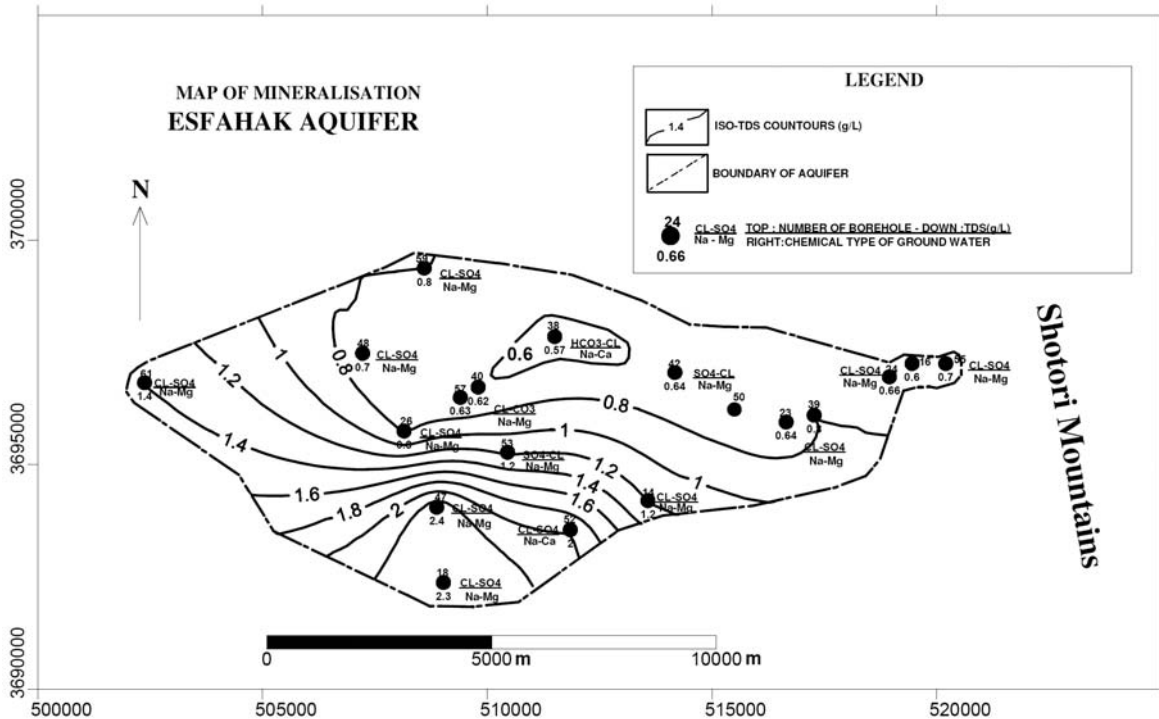 MAP OF MINERALISATION
ESFAHAK AQUIFER
LEGEND
1.4
ISO-TDS COUNTOURS (g/L)
BOUNDARY OF AQUIFER
24
CL-SO4
Na - Mg
0.66
TOP : NUMBER OF BOREHOLE - DOWN :TDS(g/L)
RIGHT:CHEMICAL TYPE OF GROUND WATER
N
3700000
3695000
3690000
59
CL-SO4
0.8
Na-Mg
48
CL-SO4
0.7
Na-Mg
38
HCO3-CL
0.57
Na-Ca
0.6
61
CL-SO4
1.4
Na-Mg
1
1.2
0.8
40
0.62
57
0.63
CL-CO3
Na-Mg
42
SO4-CL
0.64
Na-Mg
50
23
0.64
39
CL-SO4
Na-Mg
CL-SO4
Na-Mg
0.66
16
0.6
55
CL-SO4
0.7
Na-Mg
26
CL-SO4
Na-Mg
0.8
1
53
SO4-CL
1.2
Na-Mg
1.2
1.4
1.6
1
1.4
1.6
1.8
2
47
CL-SO4
2.4
Na-Mg
14
CL-SO4
1.2
Na-Mg
52
CL-SO4
Na-Ca
2
18
CL-SO4
2.3
Na-Mg
Shotori Mountains
0
5000 m
10000 m
500000
505000
510000
515000
520000